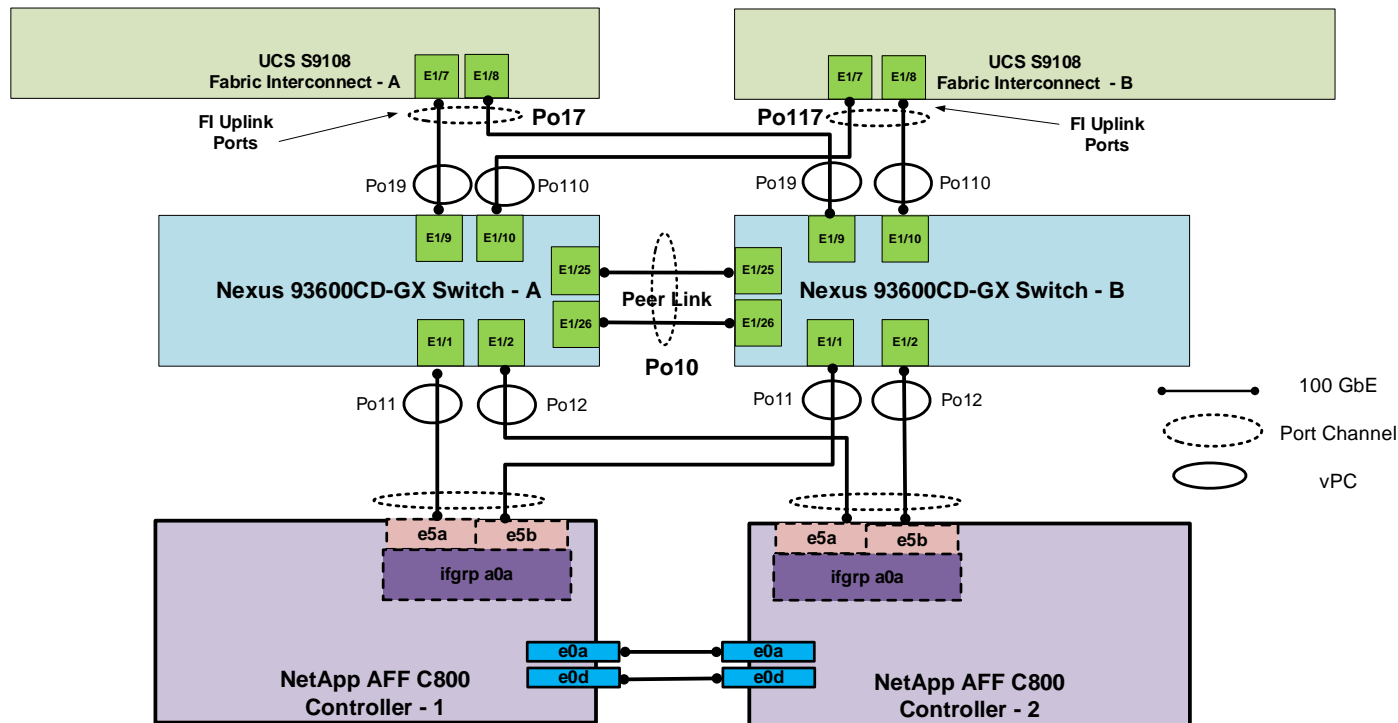 UCS S9108
Fabric Interconnect - A
E1/7
E1/8
UCS S9108
Fabric Interconnect - B
E1/7
E1/8
FI Uplink
Ports
Po17
Po117
FI Uplink
Ports
Po19
Po110
Po19
Po110
E1/9
E1/10
E1/9
E1/10
E1/25
E1/25
Nexus 93600CD-GX Switch - A
Peer Link
Nexus 93600CD-GX Switch - B
E1/26
E1/26
E1/1
E1/2
E1/1
E1/2
Po10
Po11
Po12
Po11
Po12
100 GbE
Port Channel
vPC
e5a
e5b
ifgrp a0a
e5a
e5b
ifgrp a0a
e0a
e0a
e0d
e0d
NetApp AFF C800
Controller - 1
NetApp AFF C800
Controller - 2